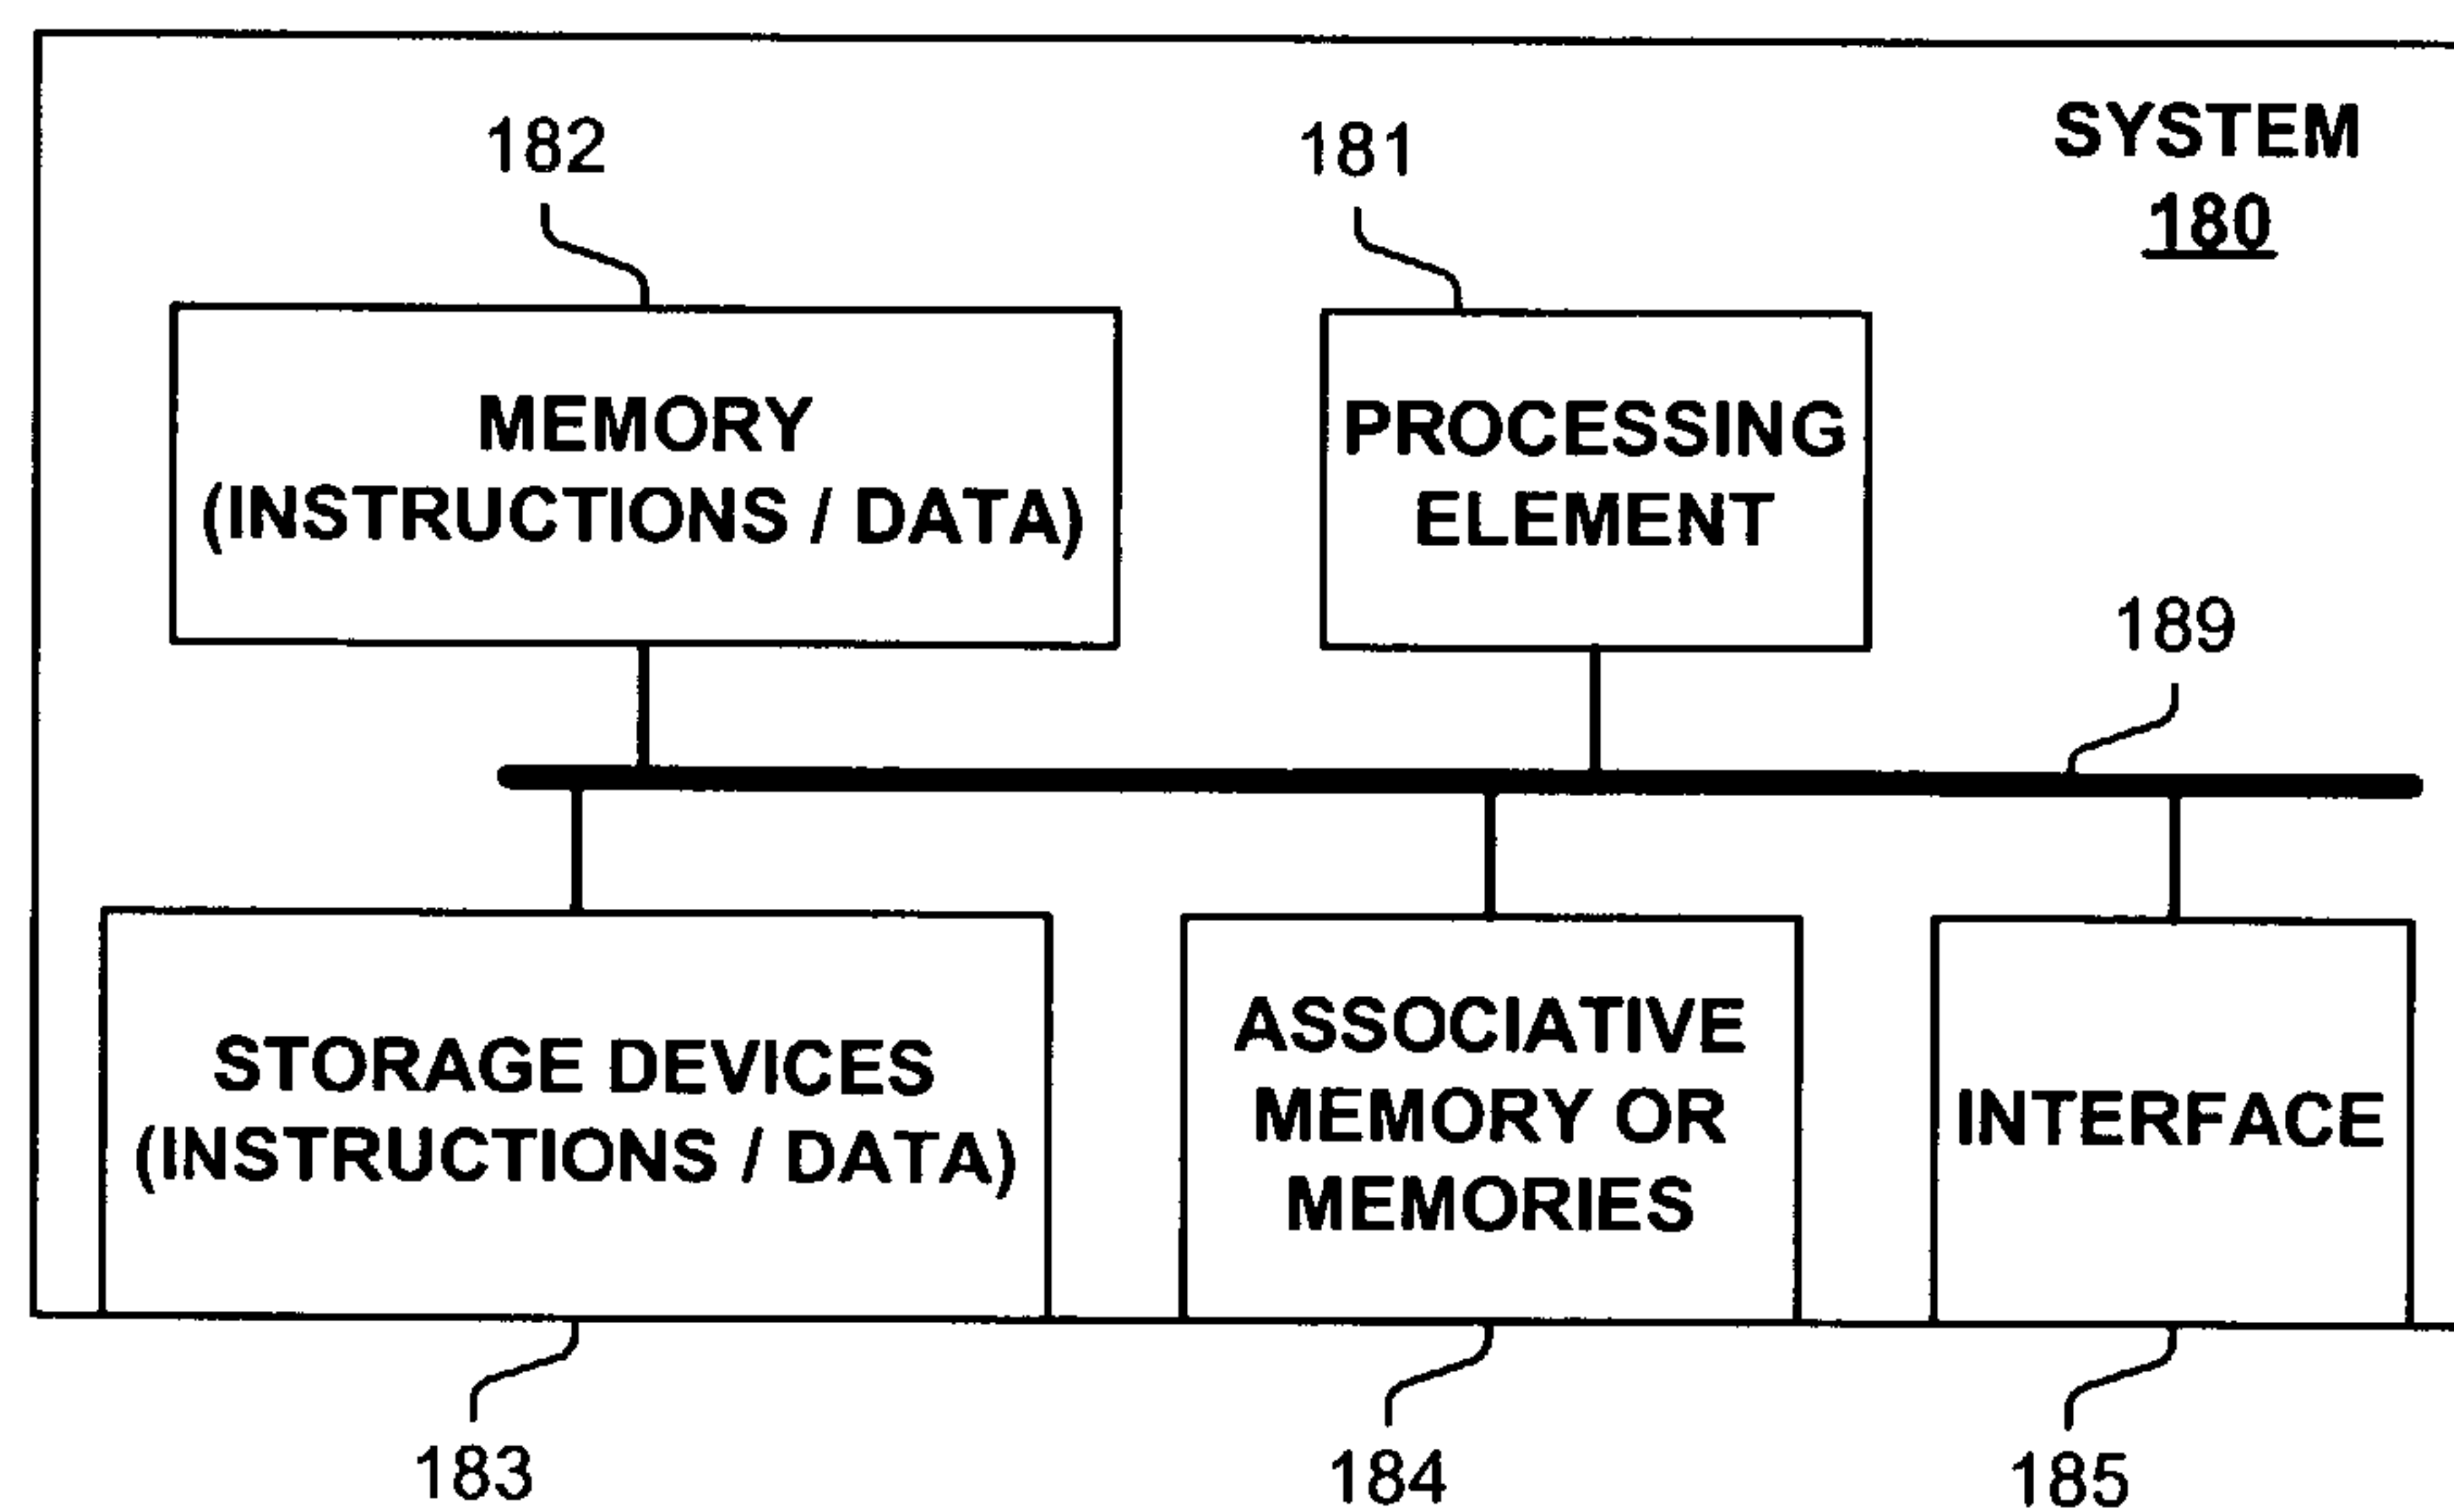 182
181
SYSTEM
180
MEMORY
(INSTRUCTIONS / DATA)
PROCESSING
ELEMENT
189
STORAGE DEVICES
(INSTRUCTIONS / DATA)
ASSOCIATIVE
MEMORY OR
MEMORIES
INTERFACE
183
184
185